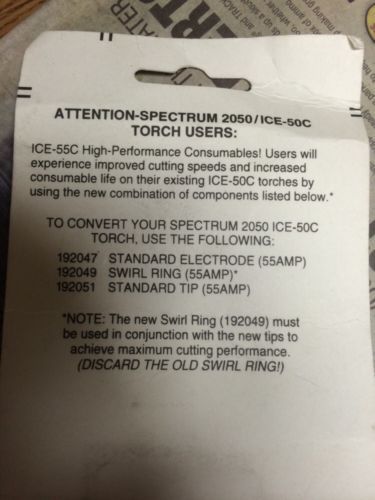 ATTENTION-SPECTRUM 2050/ICE-50C
TORCH USERS:
ICE-55C High-Performance Consumables! Users will
experience improved cutting speeds and increased
consumable life on their existing ICE-50C torches by
using the new combination of components listed below.*
TO CONVERT YOUR SPECTRUM 2050 ICE-50C
TORCH, USE THE FOLLOWING:
192047 STANDARD ELECTRODE (55AMP)
192049 SWIRL RING (55AMP)*
192051 STANDARD TIP (55AMP)
*NOTE: The new Swirl Ring (192049) must
be used in conjunction with the new tips to
achieve maximum cutting performance.
(DISCARD THE OLD SWIRL RING!)